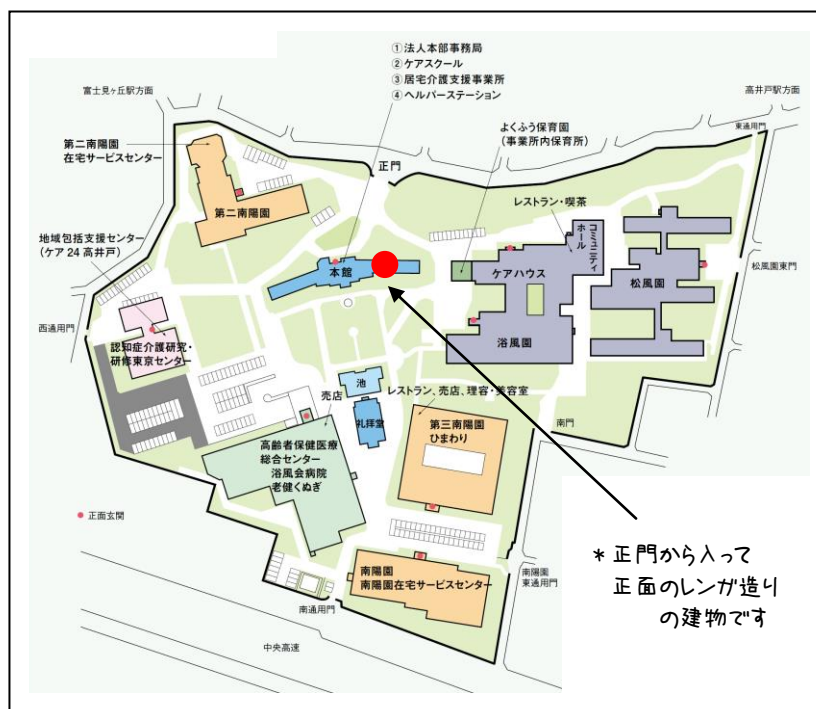 ① 法人本部事務局
② ケアスクール
③ 居宅介護支援事業所
④ ヘルパーステーション
富士見ヶ丘駅方面
高井戸駅方面
よくふう保育園
(事業所内保育所)
東通用門
第二南陽園
在宅サービスセンター
正門
第二南陽園
レストラン・喫茶
コミュニティ
ホール
地域包括支援センター
(ケア 24 高井戸)
本館
ケアハウス
松風園
松風園東門
西通用門
浴風園
認知症介護研究・
研修東京センター
池
売店
レストラン、売店、理容・美容室
礼拝堂
第三南陽園
ひまわり
南門
高齢者保健医療
総合センター
浴風会病院
老健くぬぎ
正面玄関
南陽園
南陽園在宅サービスセンター
南陽園
東通用門
南通用門
中央高速
* 正門から入って
正面のレンガ造り
の建物です